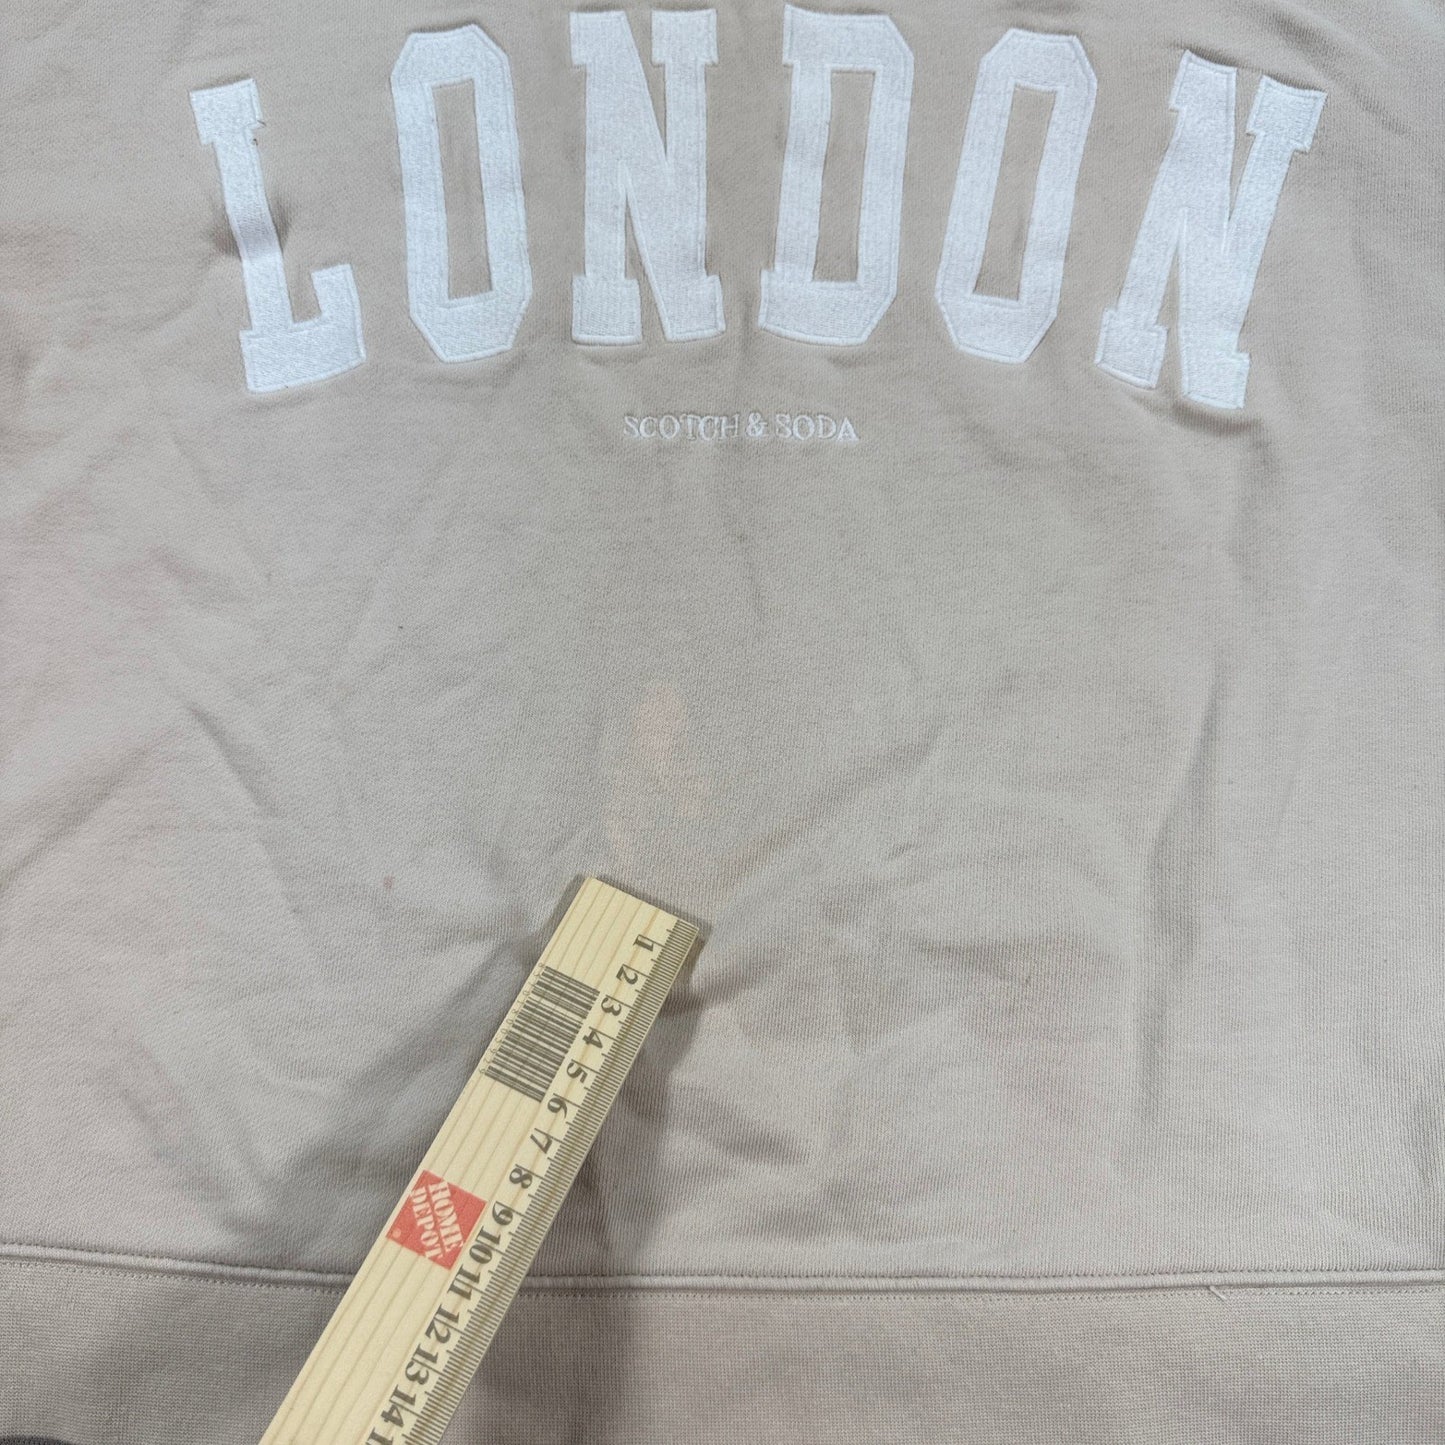 LONDON
SCOTCH & SODA
1 2 3 4 5 6 7 8 9 10 11 12 13 14
HOME
DEPOT